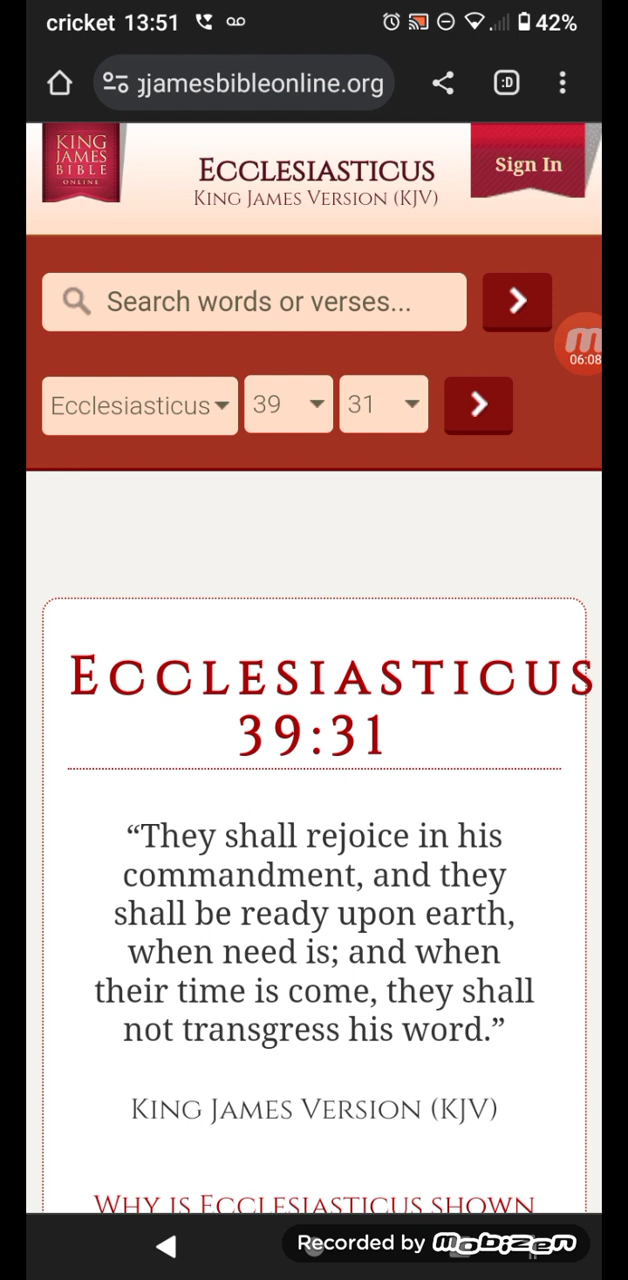 cricket 13:51 42%
:D
gjamesbibleonline.org
KING
JAMES
BIBLE
ONLINE
Ecclesiasticus
King James Version (KJV)
Sign In
Search words or verses...
m
06:08
Ecclesiasticus 39 31
Ecclesiasticus
39:31
“They shall rejoice in his
commandment, and they
shall be ready upon earth,
when need is; and when
their time is come, they shall
not transgress his word.”
King James Version (KJV)
Why is Ecclesiasticus shown
Recorded by mobizen